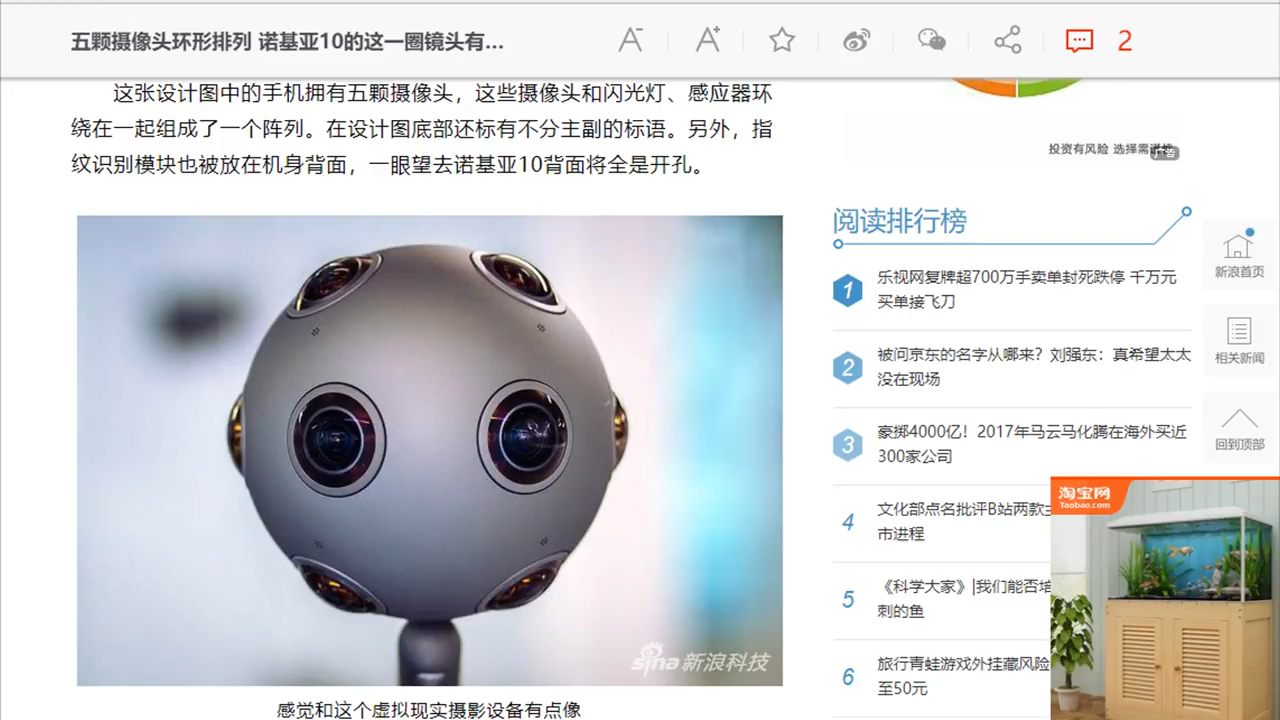 五颗摄像头环形排列 诺基亚10的这一圈镜头有...
2
这张设计图中的手机拥有五颗摄像头，这些摄像头和闪光灯、感应器环
绕在一起组成了一个阵列。在设计图底部还标有不分主副的标语。另外，指
纹识别模块也被放在机身背面，一眼望去诺基亚10背面将全是开孔。
sina 新浪科技
感觉和这个虚拟现实摄影设备有点像
投资有风险 选择需谨慎
广告
阅读排行榜
1
乐视网复牌超700万手卖单封死跌停 千万元
买单接飞刀
2
被问京东的名字从哪来？刘强东：真希望太太
没在现场
3
豪掷4000亿！2017年马云马化腾在海外买近
300家公司
4
文化部点名批评B站两款
市进程
5
《科学大家》|我们能否培
刺的鱼
6
旅行青蛙游戏外挂藏风险
至50元
新浪首页
相关新闻
回到顶部
淘宝网
Taobao.com